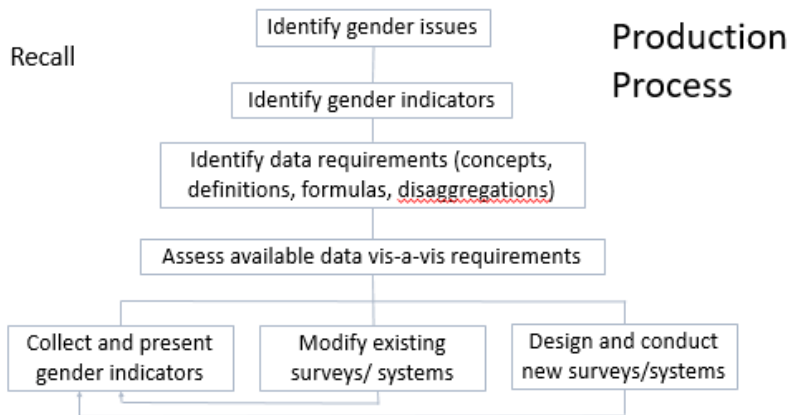 Recall
Production
Process
Identify gender issues
Identify gender indicators
Identify data requirements (concepts,
definitions, formulas, disaggregations)
Assess available data vis-a-vis requirements
Collect and present
gender indicators
Modify existing
surveys/ systems
Design and conduct
new surveys/systems